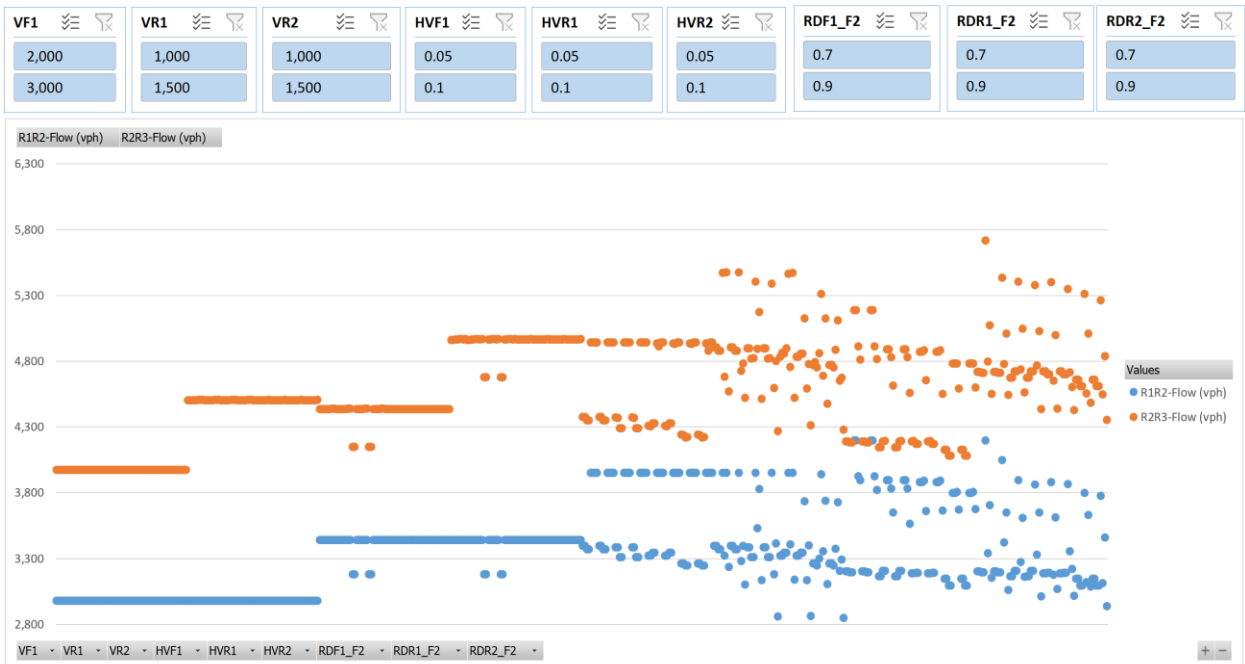 VF1 VR1 VR2 HVF1 HVR1 HVR2 RDF1_F2 RDR1_F2 RDR2_F2
2,000 1,000 1,000 0.05 0.05 0.05 0.7 0.7 0.7
3,000 1,500 1,500 0.1 0.1 0.1 0.9 0.9 0.9
R1R2-Flow (vph) R2R3-Flow (vph)
6,300
5,800
5,300
4,800
4,300
3,800
3,300
2,800
Values
R1R2-Flow (vph)
R2R3-Flow (vph)
VF1 VR1 VR2 HVF1 HVR1 HVR2 RDF1_F2 RDR1_F2 RDR2_F2
+ −